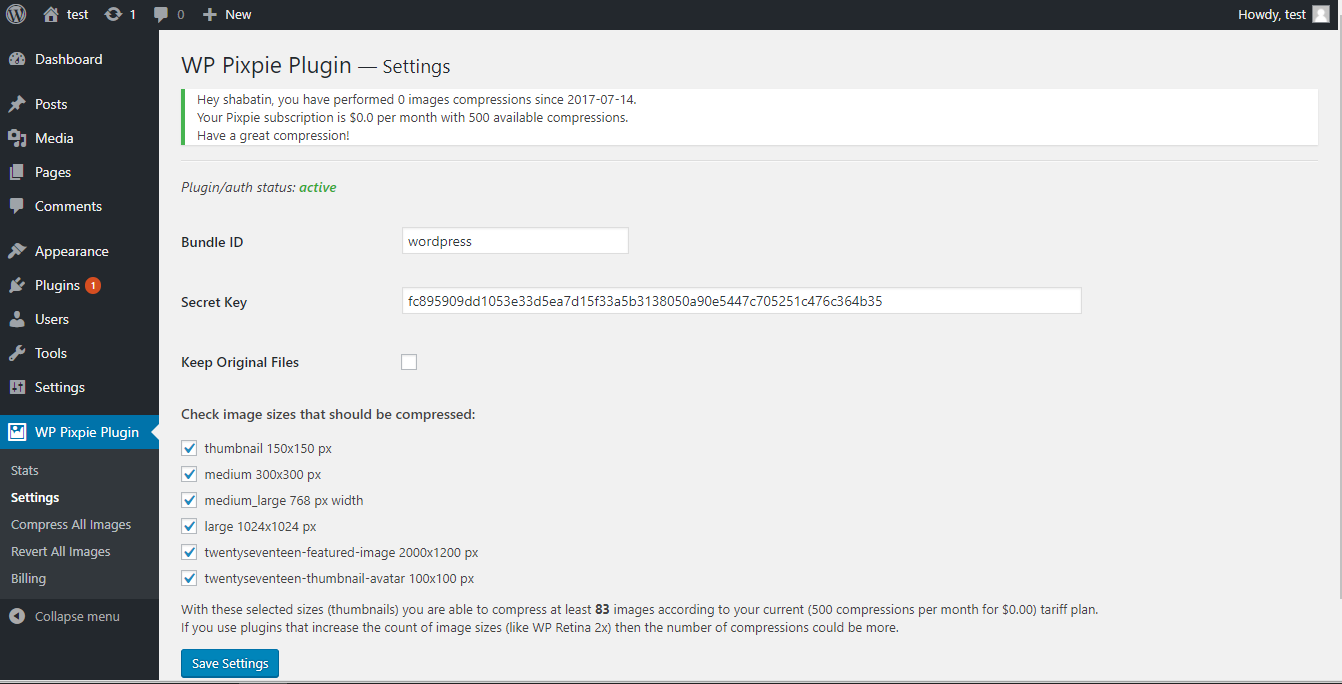 test 1 0 New Howdy, test
Dashboard
Posts
Media
Pages
Comments
Appearance
Plugins 1
Users
Tools
Settings
WP Pixpie Plugin
Stats
Settings
Compress All Images
Revert All Images
Billing
Collapse menu
WP Pixpie Plugin — Settings
Hey shabatin, you have performed 0 images compressions since 2017-07-14.
Your Pixpie subscription is $0.0 per month with 500 available compressions.
Have a great compression!
Plugin/auth status: active
Bundle ID wordpress
Secret Key fc895909dd1053e33d5ea7d15f33a5b3138050a90e5447c705251c476c364b35
Keep Original Files
Check image sizes that should be compressed:
thumbnail 150x150 px
medium 300x300 px
medium_large 768 px width
large 1024x1024 px
twentyseventeen-featured-image 2000x1200 px
twentyseventeen-thumbnail-avatar 100x100 px
With these selected sizes (thumbnails) you are able to compress at least 83 images according to your current (500 compressions per month for $0.00) tariff plan.
If you use plugins that increase the count of image sizes (like WP Retina 2x) then the number of compressions could be more.
Save Settings